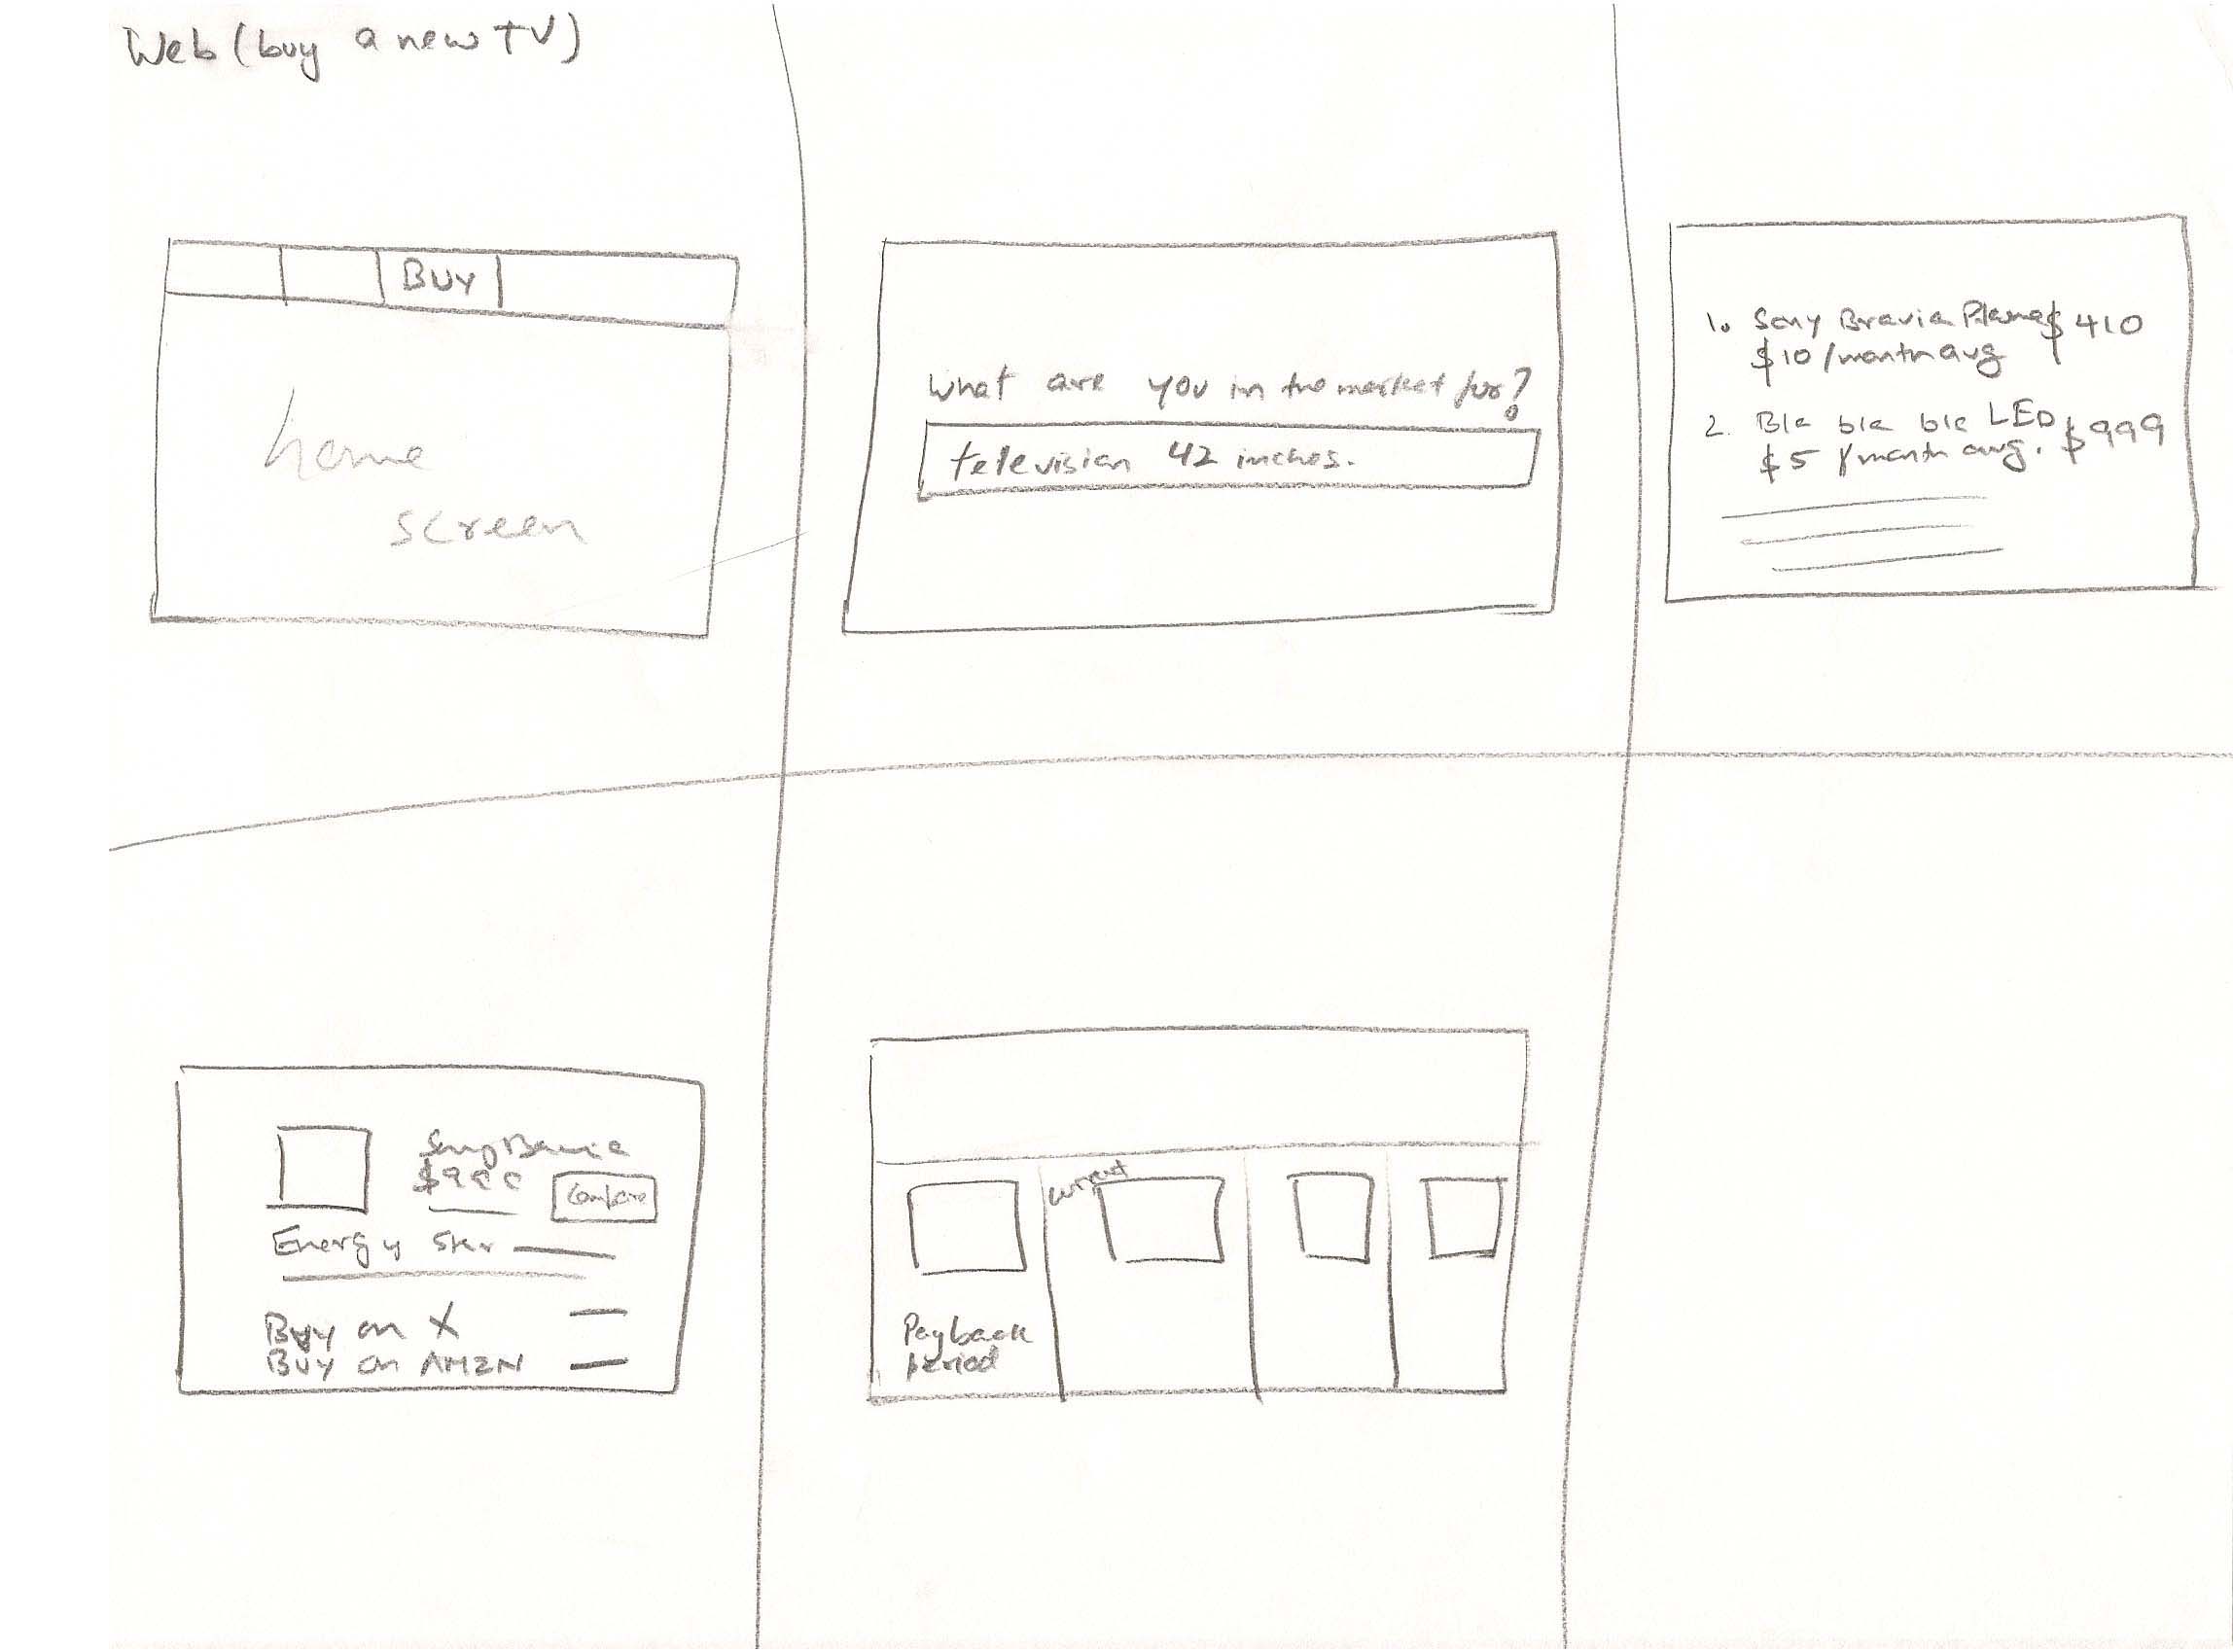 Web (buy a new TV)
BUY
home
screen
What are you in the market for?
television 42 inches.
1. Sony Bravia Plasma $410
$10/month avg
2. Bla bla bla LED $999
$5/month avg.
Sony Bravia
Compare
Energy Star
Buy on X
BUY on AMZN
current
Payback
period